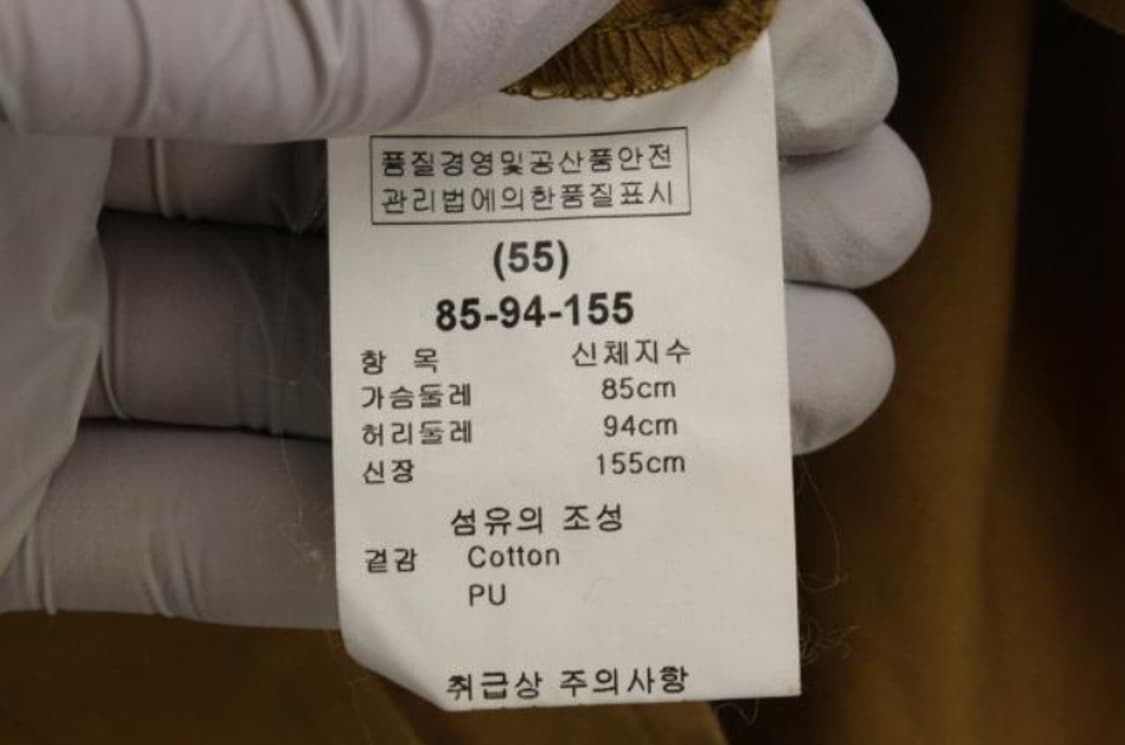 품질경영및공산품안전
관리법에의한품질표시
(55)
85-94-155
항 목 신체지수
가슴둘레 85cm
허리둘레 94cm
신장 155cm
섬유의 조성
겉감 Cotton
PU
취급상 주의사항